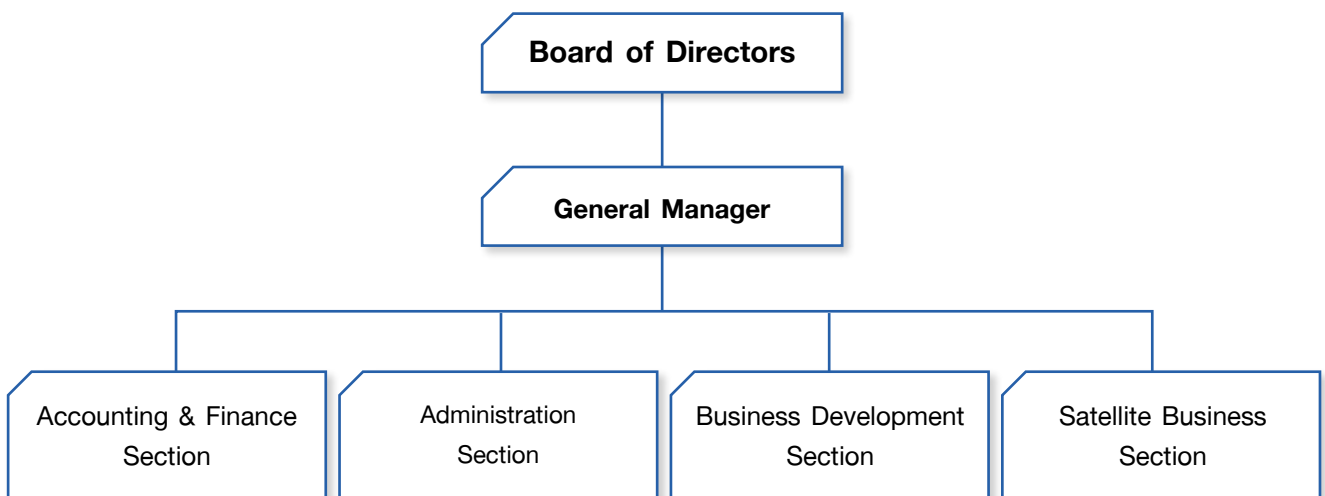 Board of Directors
General Manager
Accounting & Finance
Section
Administration
Section
Business Development
Section
Satellite Business
Section